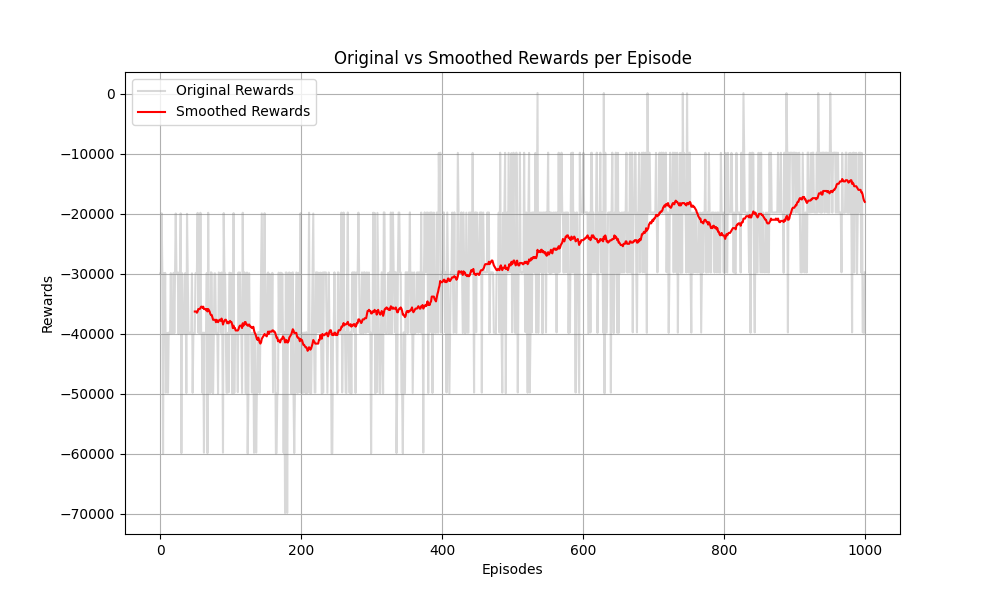 Original vs Smoothed Rewards per Episode
Original Rewards
Smoothed Rewards
Rewards
0
−10000
−20000
−30000
−40000
−50000
−60000
−70000
0 200 400 600 800 1000
Episodes